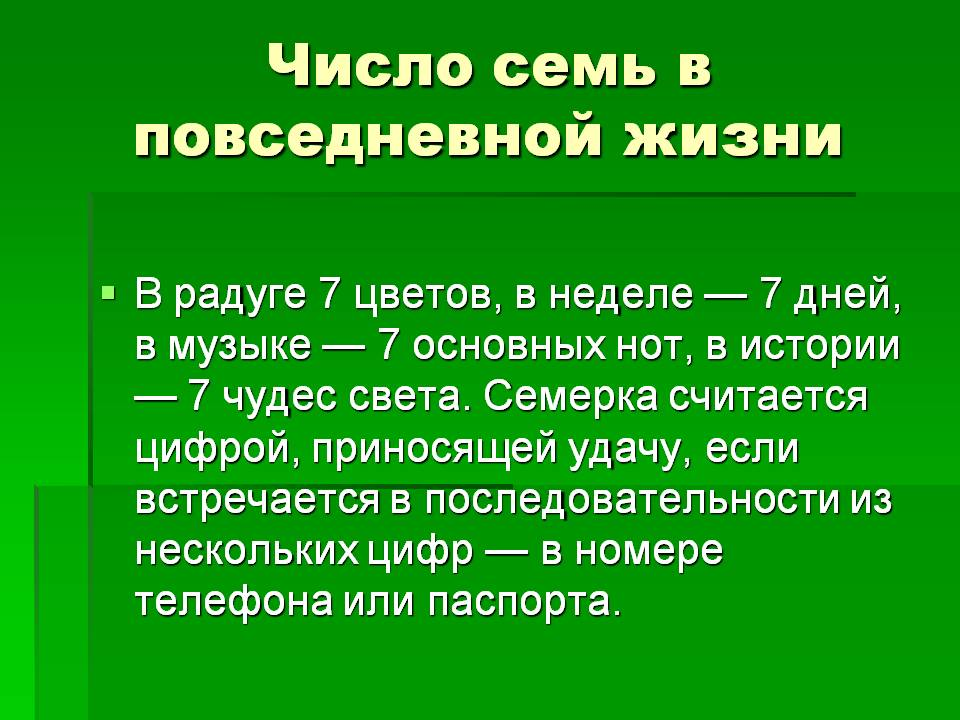 Число семь в
повседневной жизни
В радуге 7 цветов, в неделе — 7 дней,
в музыке — 7 основных нот, в истории
— 7 чудес света. Семерка считается
цифрой, приносящей удачу, если
встречается в последовательности из
нескольких цифр — в номере
телефона или паспорта.